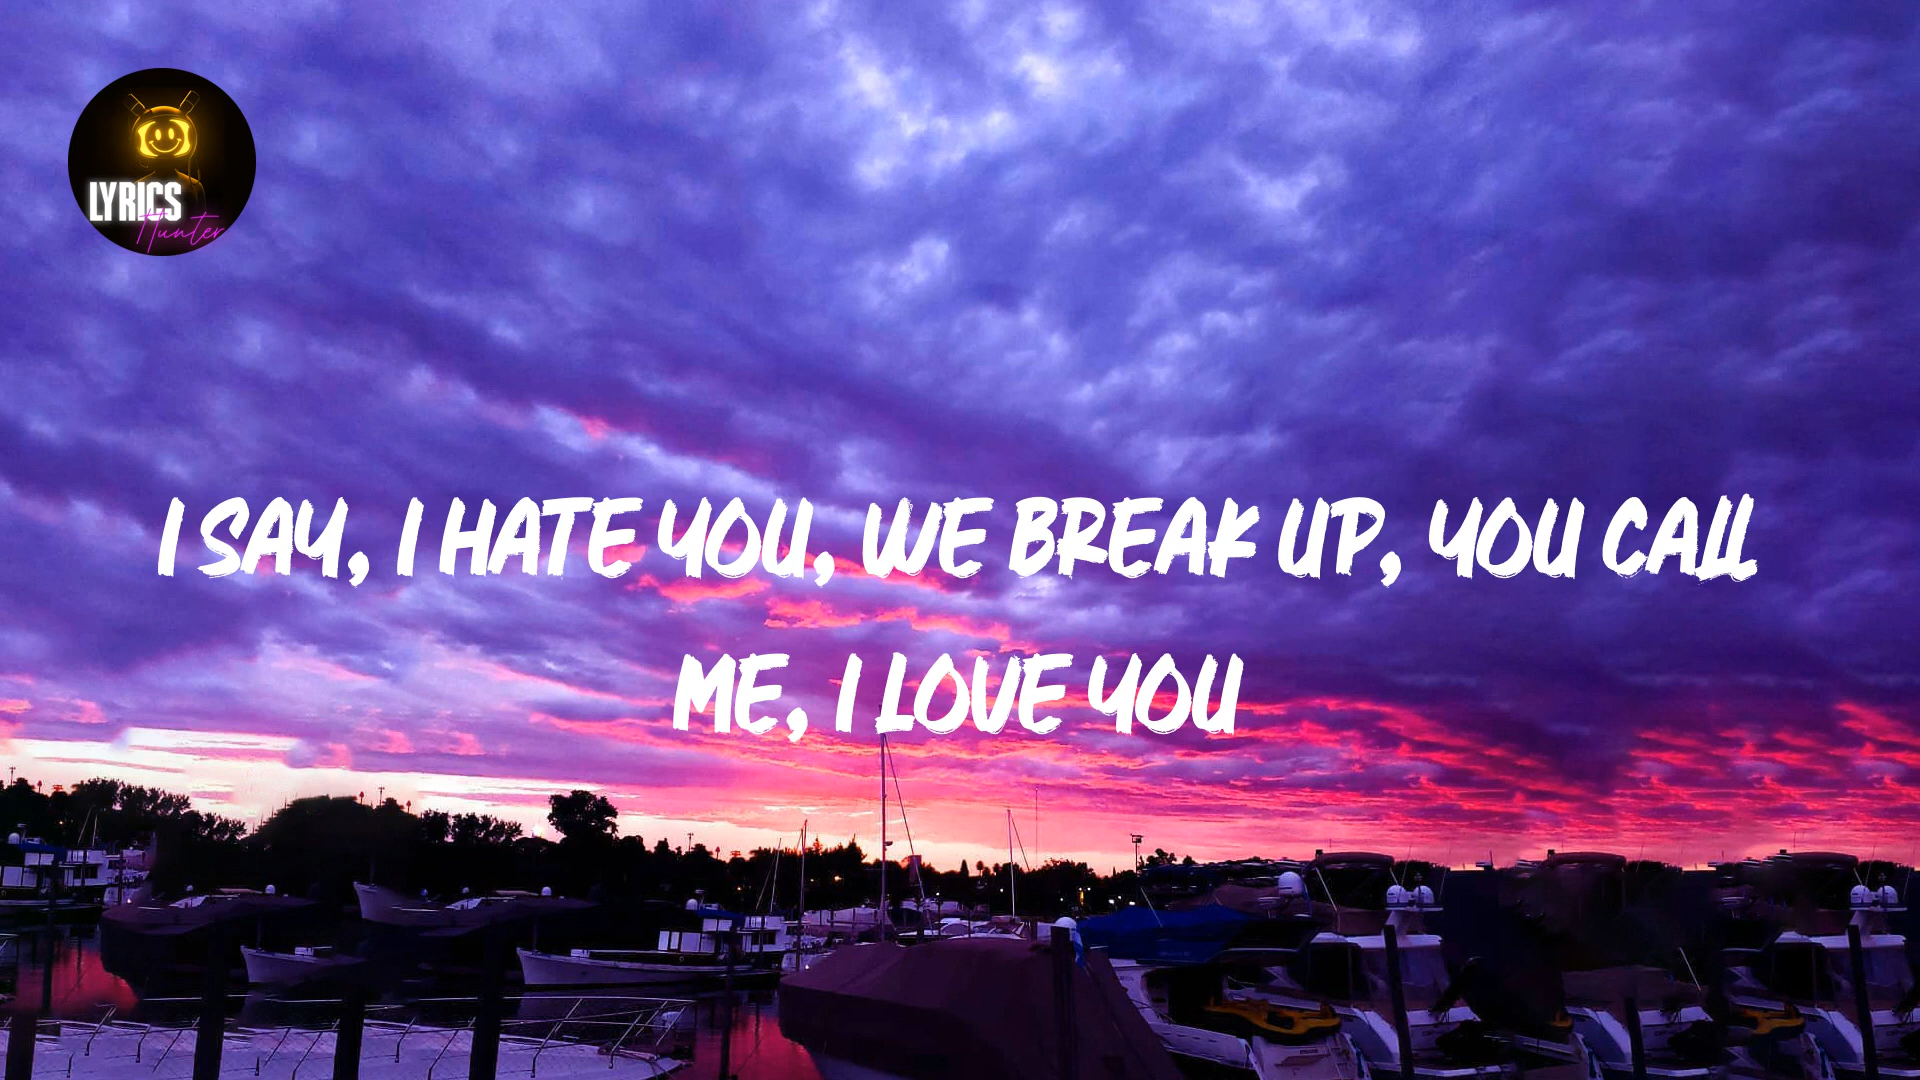 LYRICS
Hunter
I SAY, I HATE YOU, WE BREAK UP, YOU CALL
ME, I LOVE YOU